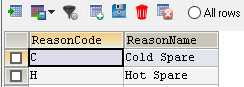 All rows
ReasonCode ReasonName
C Cold Spare
H Hot Spare